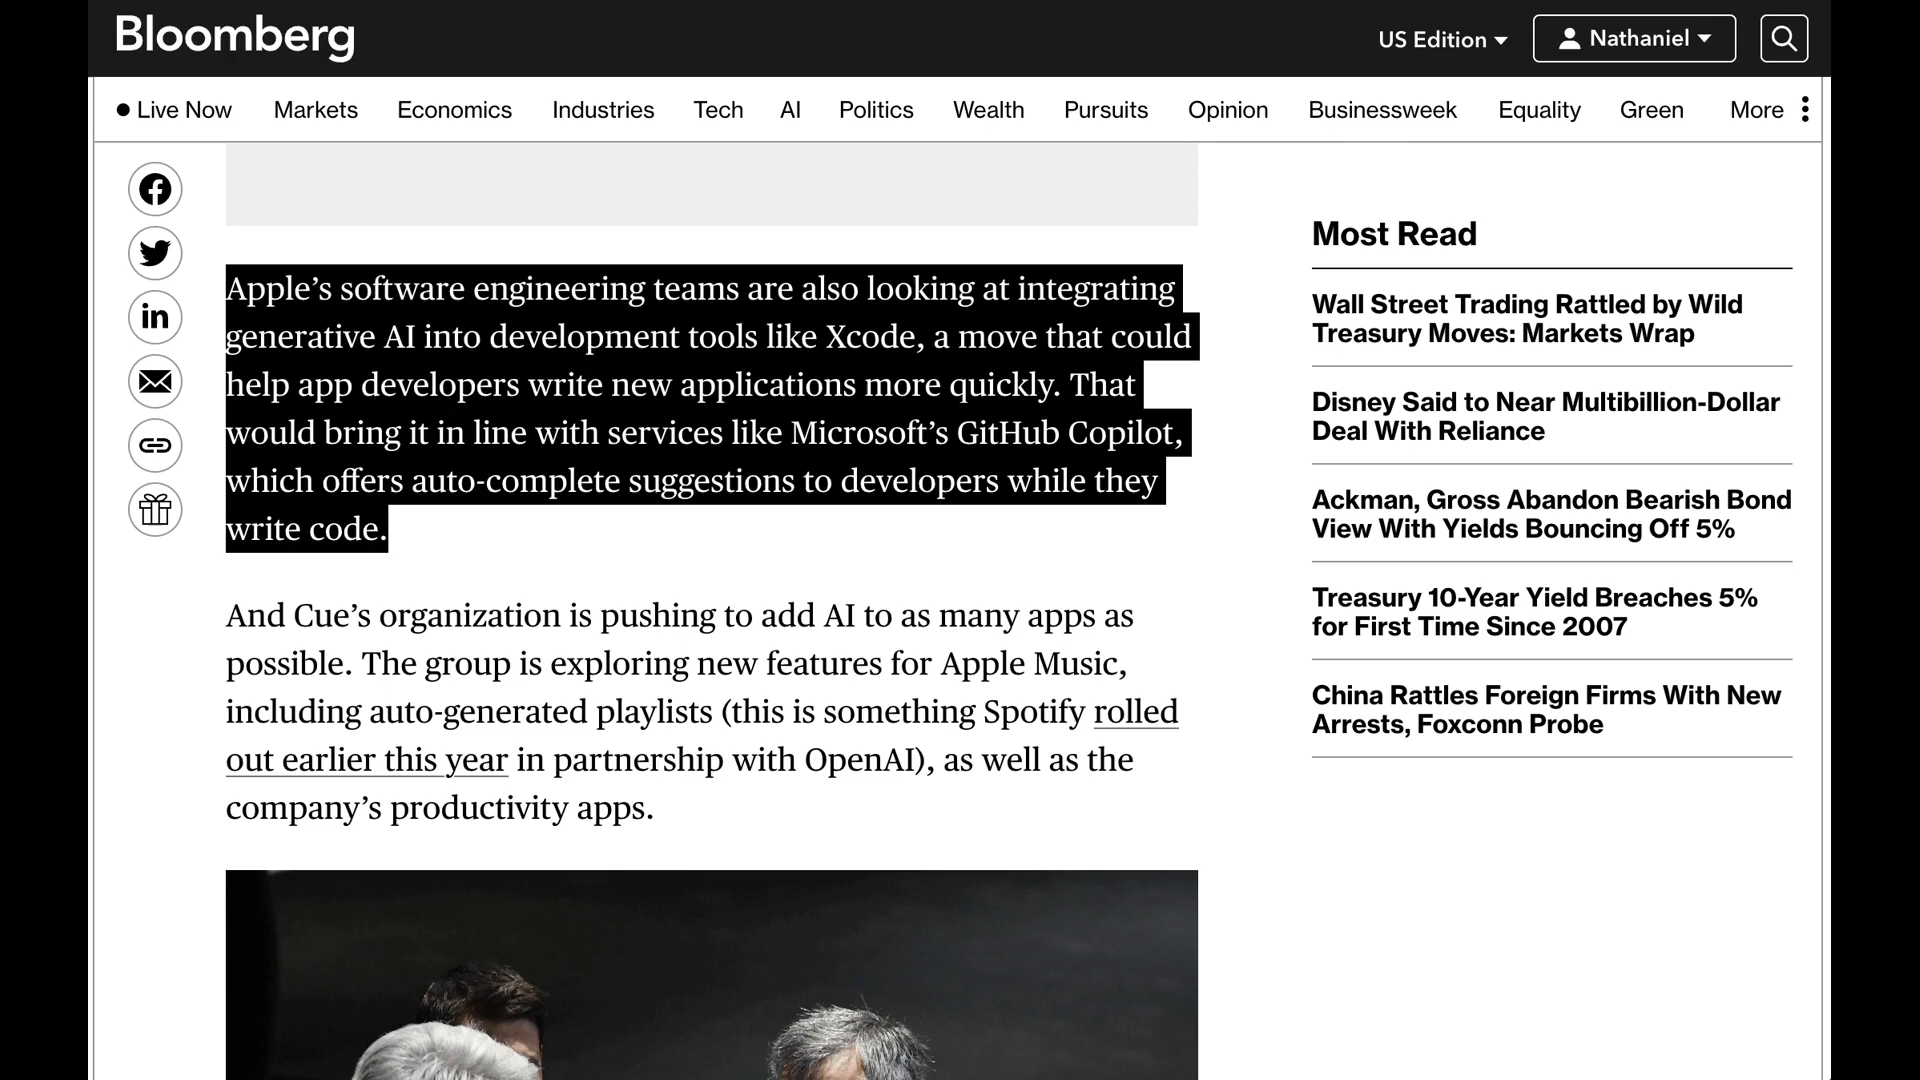 Bloomberg
US Edition
Nathaniel
Live Now Markets Economics Industries Tech AI Politics Wealth Pursuits Opinion Businessweek Equality Green More
Apple’s software engineering teams are also looking at integrating
generative AI into development tools like Xcode, a move that could
help app developers write new applications more quickly. That
would bring it in line with services like Microsoft’s GitHub Copilot,
which offers auto-complete suggestions to developers while they
write code.
And Cue’s organization is pushing to add AI to as many apps as
possible. The group is exploring new features for Apple Music,
including auto-generated playlists (this is something Spotify rolled
out earlier this year in partnership with OpenAI), as well as the
company’s productivity apps.
Most Read
Wall Street Trading Rattled by Wild
Treasury Moves: Markets Wrap
Disney Said to Near Multibillion-Dollar
Deal With Reliance
Ackman, Gross Abandon Bearish Bond
View With Yields Bouncing Off 5%
Treasury 10-Year Yield Breaches 5%
for First Time Since 2007
China Rattles Foreign Firms With New
Arrests, Foxconn Probe